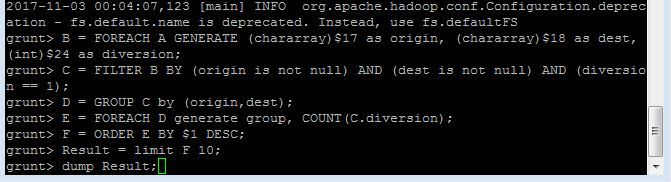 2017-11-03 00:04:07,123 [main] INFO  org.apache.hadoop.conf.Configuration.deprec
ation - fs.default.name is deprecated. Instead, use fs.defaultFS
grunt> B = FOREACH A GENERATE (chararray)$17 as origin, (chararray)$18 as dest,
(int)$24 as diversion;
grunt> C = FILTER B BY (origin is not null) AND (dest is not null) AND (diversio
n == 1);
grunt> D = GROUP C by (origin,dest);
grunt> E = FOREACH D generate group, COUNT(C.diversion);
grunt> F = ORDER E BY $1 DESC;
grunt> Result = limit F 10;
grunt> dump Result;